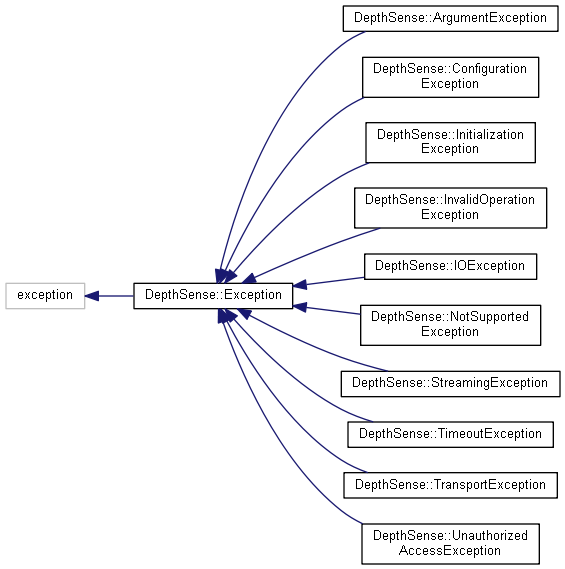 DepthSense::ArgumentException
DepthSense::Configuration
Exception
DepthSense::Initialization
Exception
DepthSense::InvalidOperation
Exception
DepthSense::IOException
exception
DepthSense::Exception
DepthSense::NotSupported
Exception
DepthSense::StreamingException
DepthSense::TimeoutException
DepthSense::TransportException
DepthSense::Unauthorized
AccessException